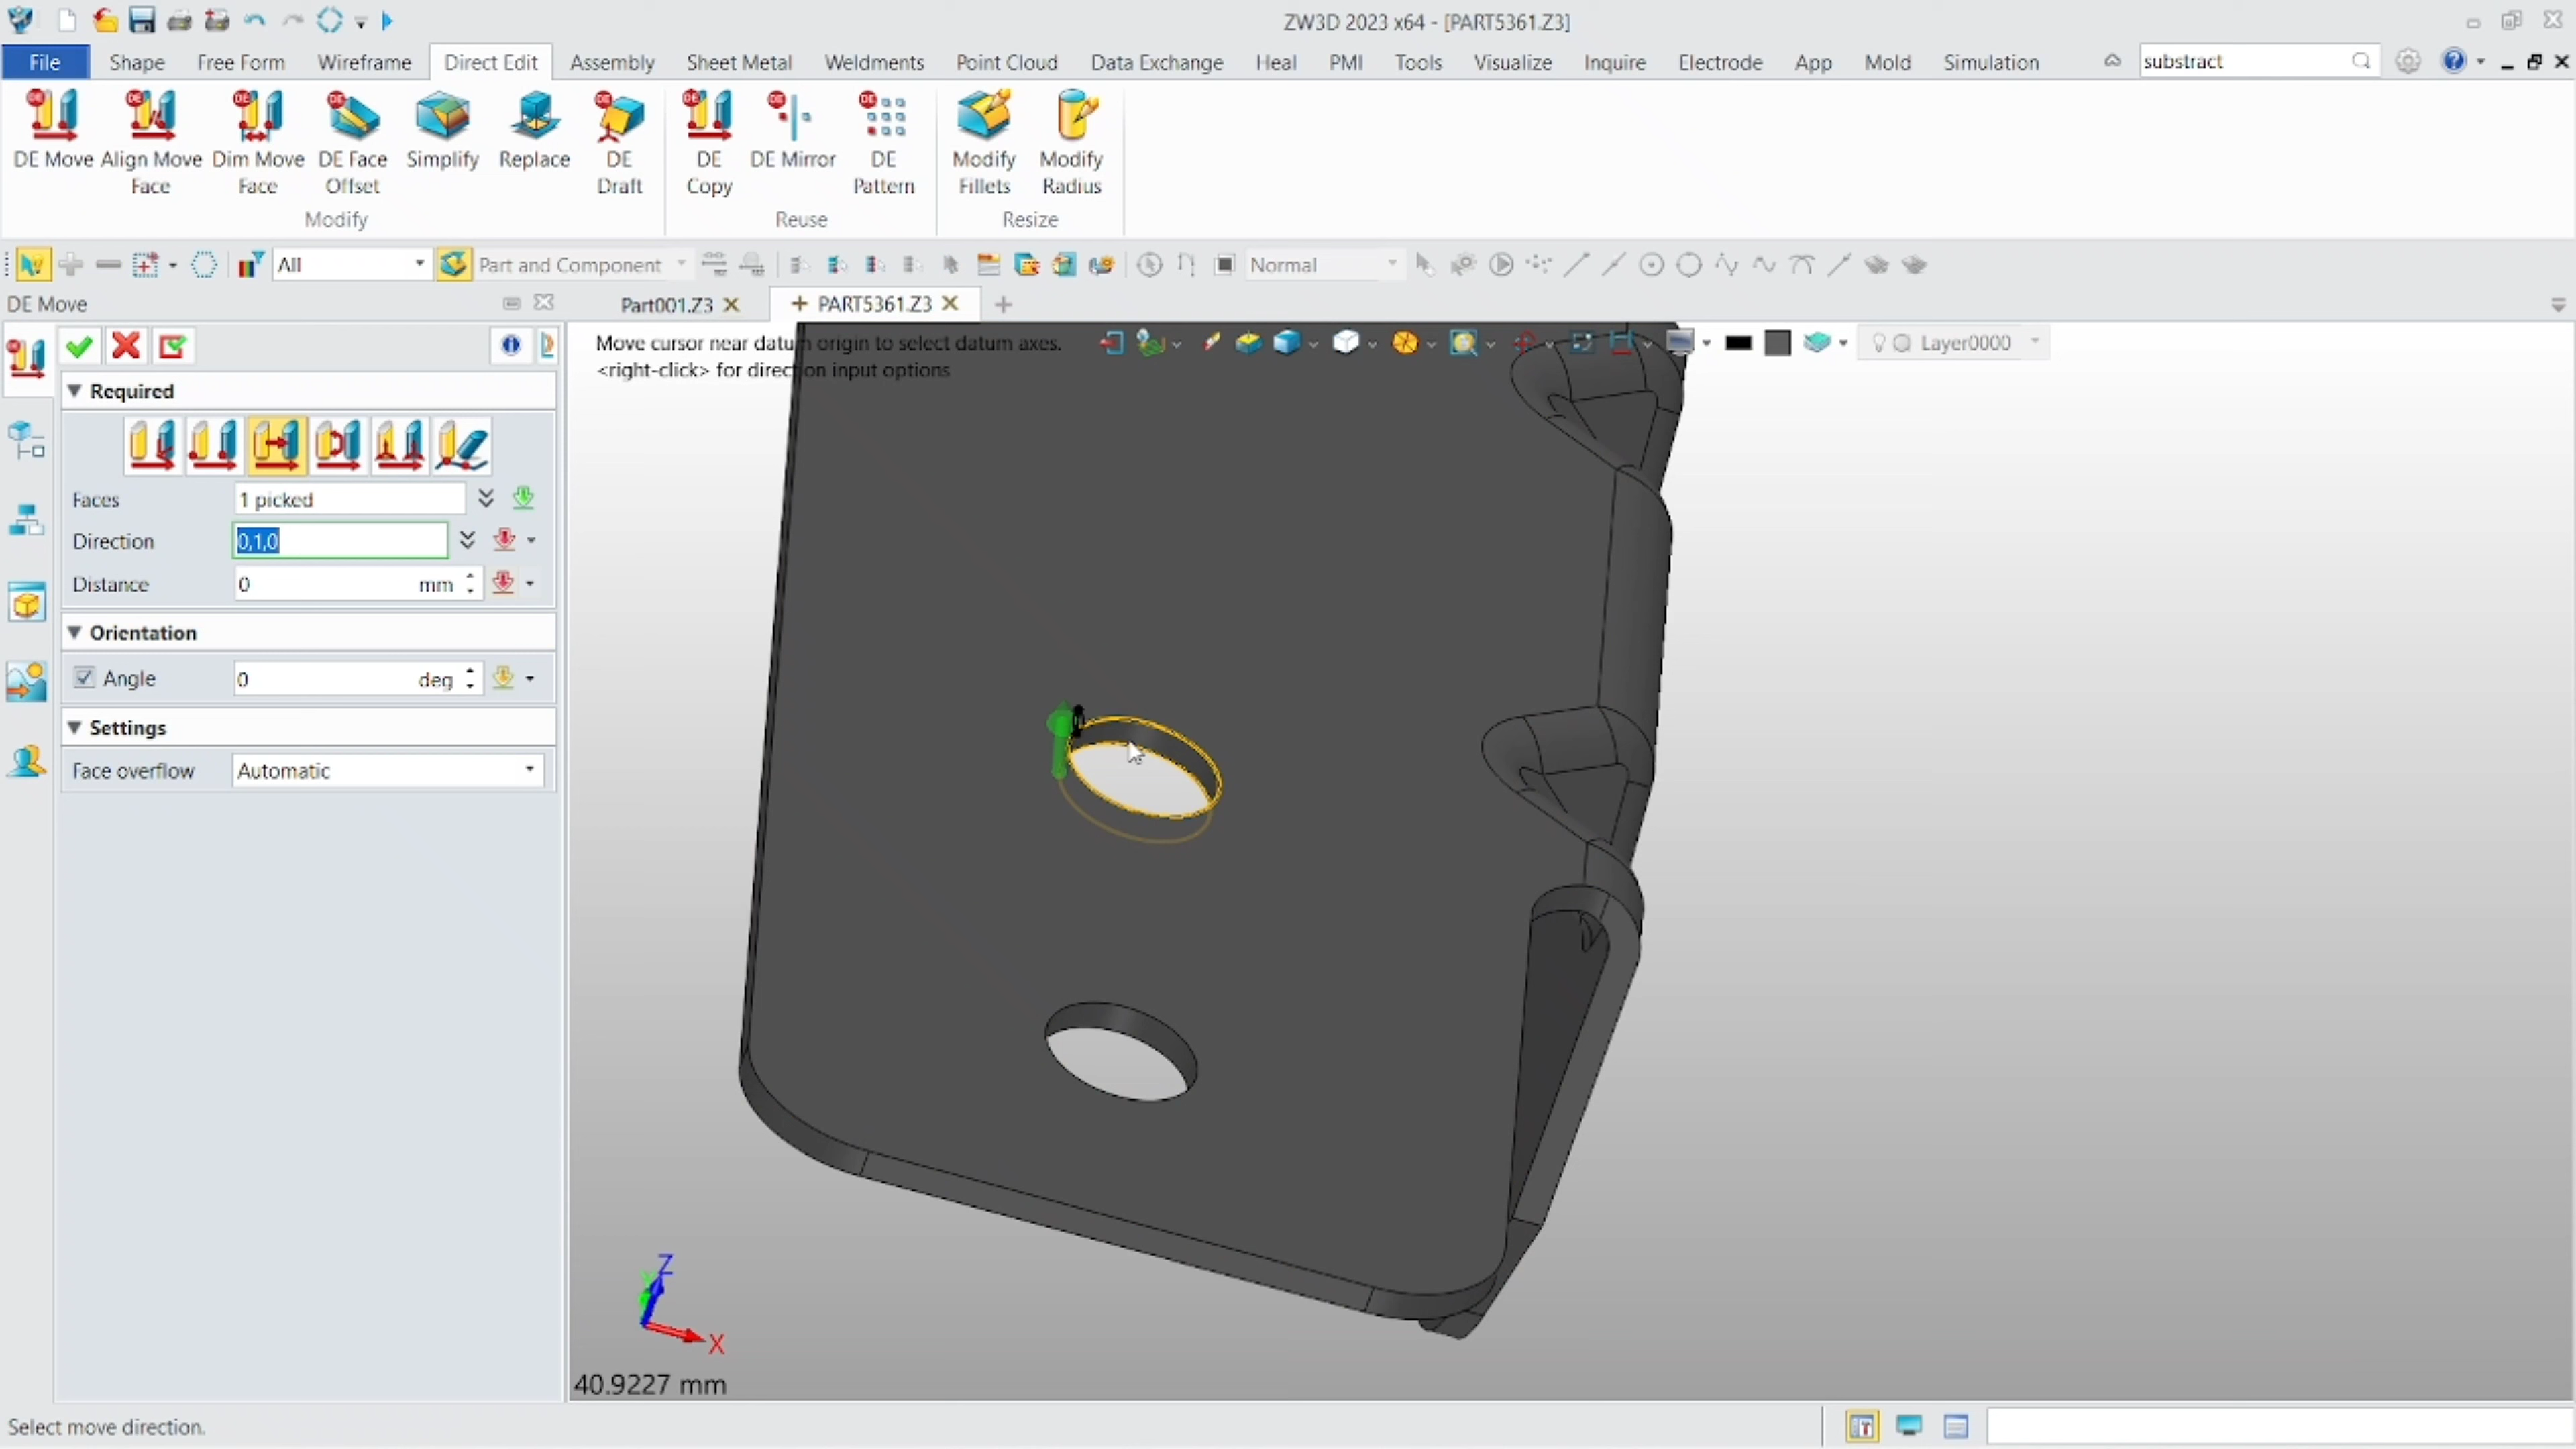 ZW3D 2023 x64 - [PART5361.Z3]
File Shape Free Form Wireframe Direct Edit Assembly Sheet Metal Weldments Point Cloud Data Exchange Heal PMI Tools Visualize Inquire Electrode App Mold Simulation substract
DE Move Align Move Face Dim Move Face DE Face Offset Simplify Replace DE Draft DE Copy DE Mirror DE Pattern Modify Fillets Modify Radius
Modify Reuse Resize
All Part and Component Normal
DE Move Part001.Z3 PART5361.Z3
Move cursor near datum origin to select datum axes.
<right-click> for direction input options
Layer0000
Required
Faces 1 picked
Direction 0,1,0
Distance 0 mm
Orientation
Angle 0 deg
Settings
Face overflow Automatic
Z
Y
X
40.9227 mm
Select move direction.